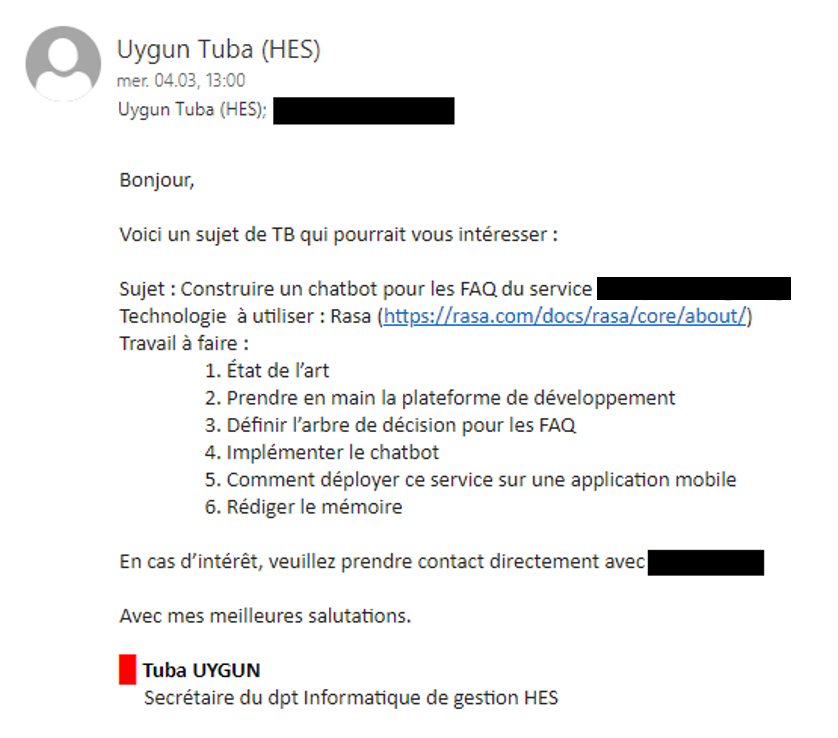 Uygun Tuba (HES)
mer. 04.03, 13:00
Uygun Tuba (HES);
Bonjour,
Voici un sujet de TB qui pourrait vous intéresser :
Sujet : Construire un chatbot pour les FAQ du service
Technologie à utiliser : Rasa (https://rasa.com/docs/rasa/core/about/)
Travail à faire :
1. État de l’art
2. Prendre en main la plateforme de développement
3. Définir l’arbre de décision pour les FAQ
4. Implémenter le chatbot
5. Comment déployer ce service sur une application mobile
6. Rédiger le mémoire
En cas d’intérêt, veuillez prendre contact directement avec
Avec mes meilleures salutations.
Tuba UYGUN
Secrétaire du dpt Informatique de gestion HES